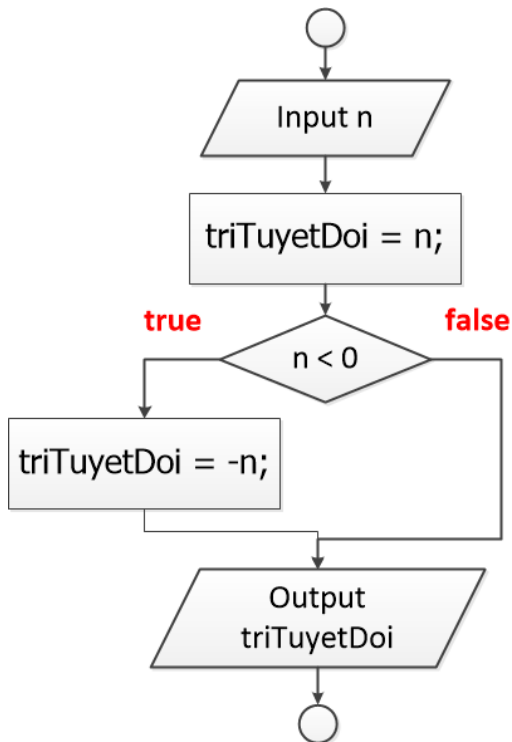 Input n
triTuyetDoi = n;
true
false
n < 0
triTuyetDoi = -n;
Output
triTuyetDoi